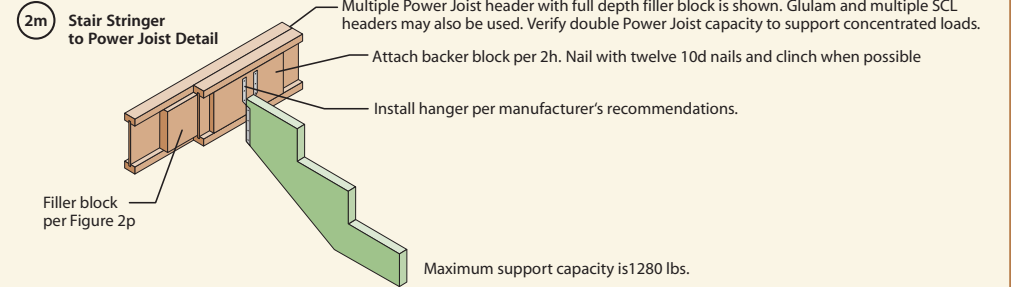 2m Stair Stringer
to Power Joist Detail
Multiple Power Joist header with full depth filler block is shown. Glulam and multiple SCL
headers may also be used. Verify double Power Joist capacity to support concentrated loads.
Attach backer block per 2h. Nail with twelve 10d nails and clinch when possible
Install hanger per manufacturer's recommendations.
Filler block
per Figure 2p
Maximum support capacity is1280 lbs.